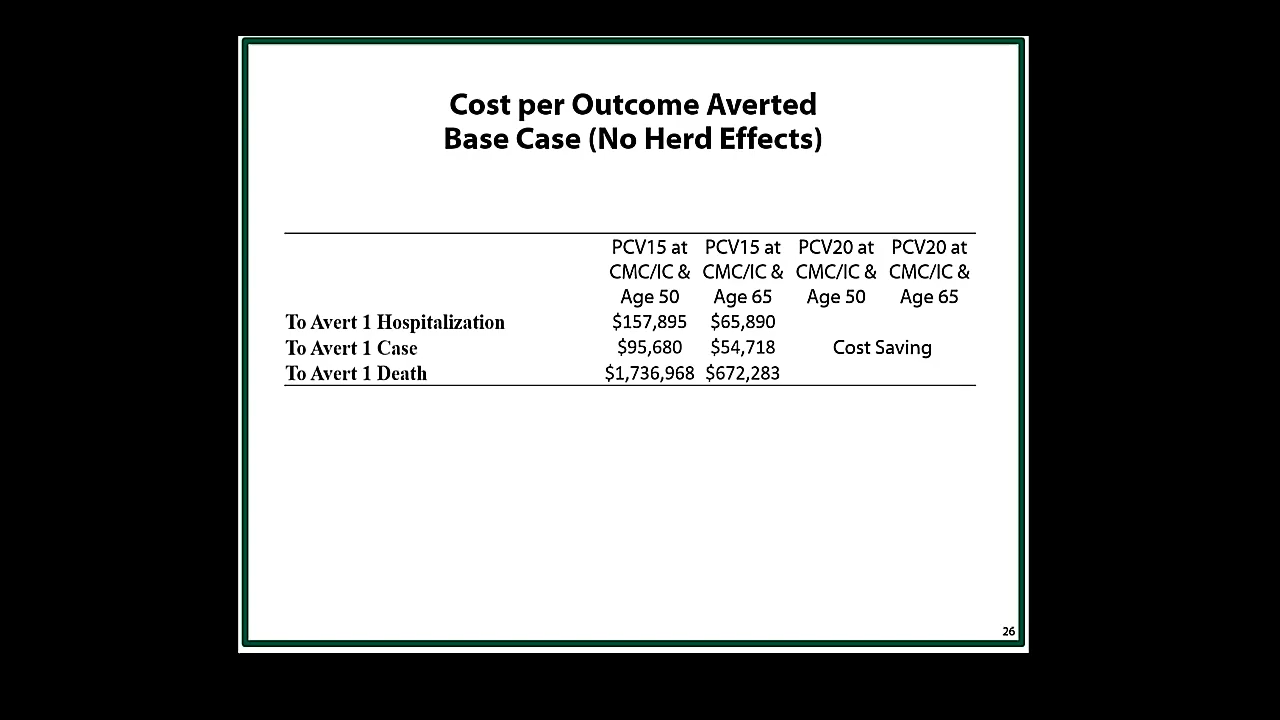 Cost per Outcome Averted
Base Case (No Herd Effects)
PCV15 at PCV15 at PCV20 at PCV20 at
CMC/IC & CMC/IC & CMC/IC & CMC/IC &
Age 50 Age 65 Age 50 Age 65
To Avert 1 Hospitalization $157,895 $65,890
To Avert 1 Case $95,680 $54,718 Cost Saving
To Avert 1 Death $1,736,968 $672,283
26